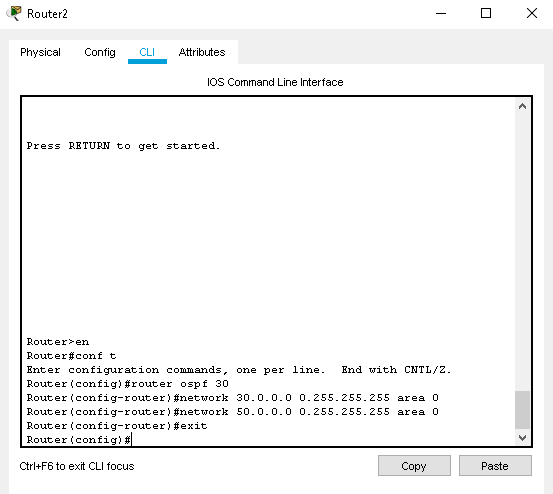 Router2
Physical Config CLI Attributes
IOS Command Line Interface
Press RETURN to get started.
Router>en
Router#conf t
Enter configuration commands, one per line.  End with CNTL/Z.
Router(config)#router ospf 30
Router(config-router)#network 30.0.0.0 0.255.255.255 area 0
Router(config-router)#network 50.0.0.0 0.255.255.255 area 0
Router(config-router)#exit
Router(config)#
Ctrl+F6 to exit CLI focus
Copy Paste